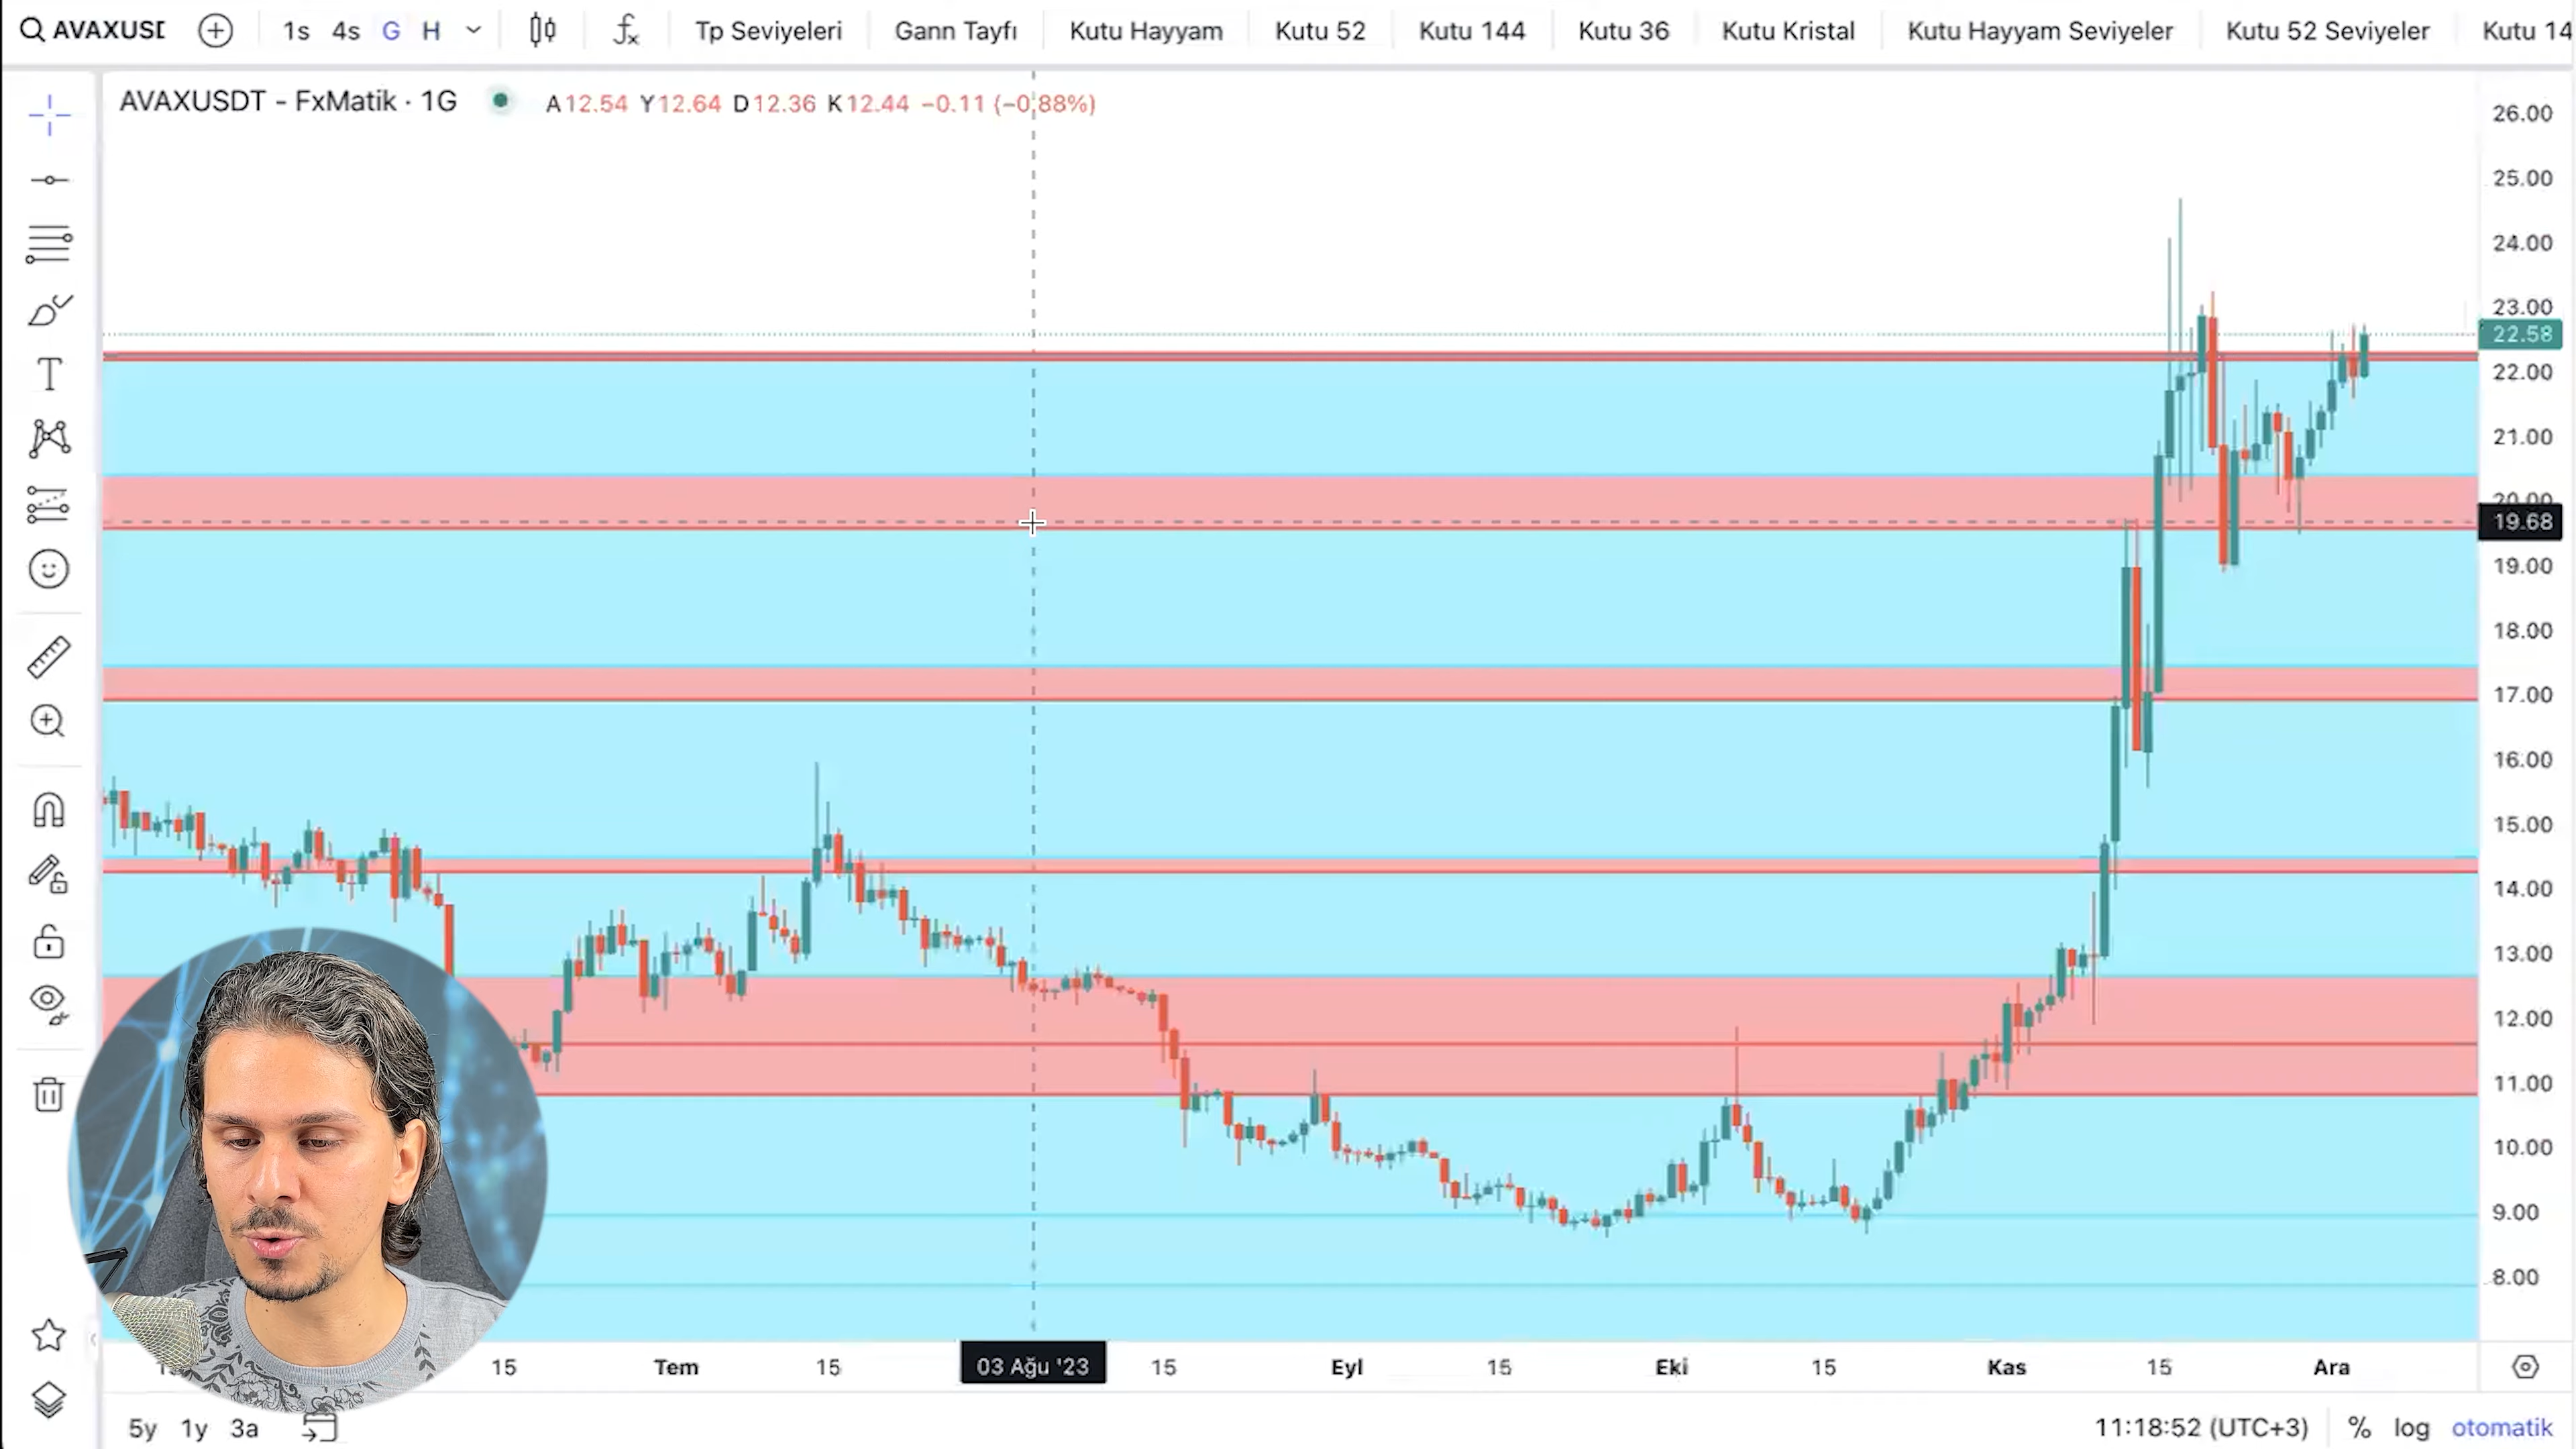 AVAXUSD
1s 4s G H
Tp Seviyeleri
Gann Tayfı
Kutu Hayyam
Kutu 52
Kutu 144
Kutu 36
Kutu Kristal
Kutu Hayyam Seviyeler
Kutu 52 Seviyeler
Kutu 14
AVAXUSDT - FxMatik · 1G
A12.54 Y12.64 D12.36 K12.44 −0.11 (−0.88%)
26.00
25.00
24.00
23.00
22.58
22.00
21.00
20.00
19.68
19.00
18.00
17.00
16.00
15.00
14.00
13.00
12.00
11.00
10.00
9.00
8.00
15 Tem 15 03 Ağu '23 15 Eyl 15 Eki 15 Kas 15 Ara
5y 1y 3a
11:18:52 (UTC+3) % log otomatik